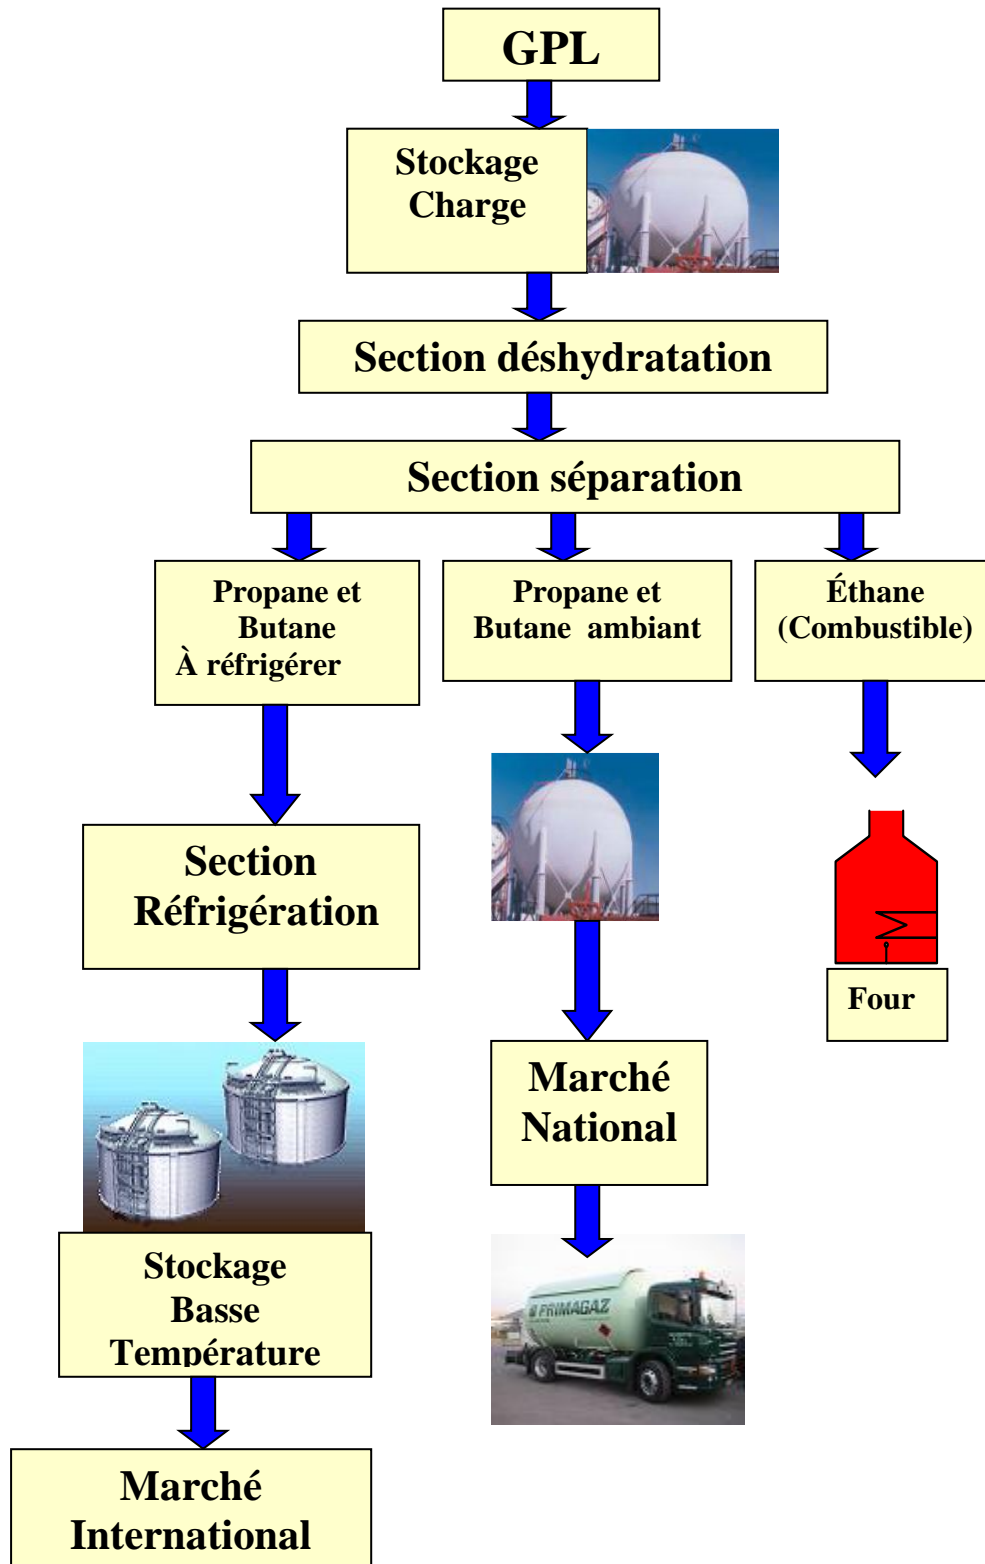 GPL
Stockage
Charge
Section déshydratation
Section séparation
Propane et
Butane
À réfrigérer
Propane et
Butane ambiant
Éthane
(Combustible)
Section
Réfrigération
Four
Marché
National
PRIMAGAZ
Stockage
Basse
Température
Marché
International